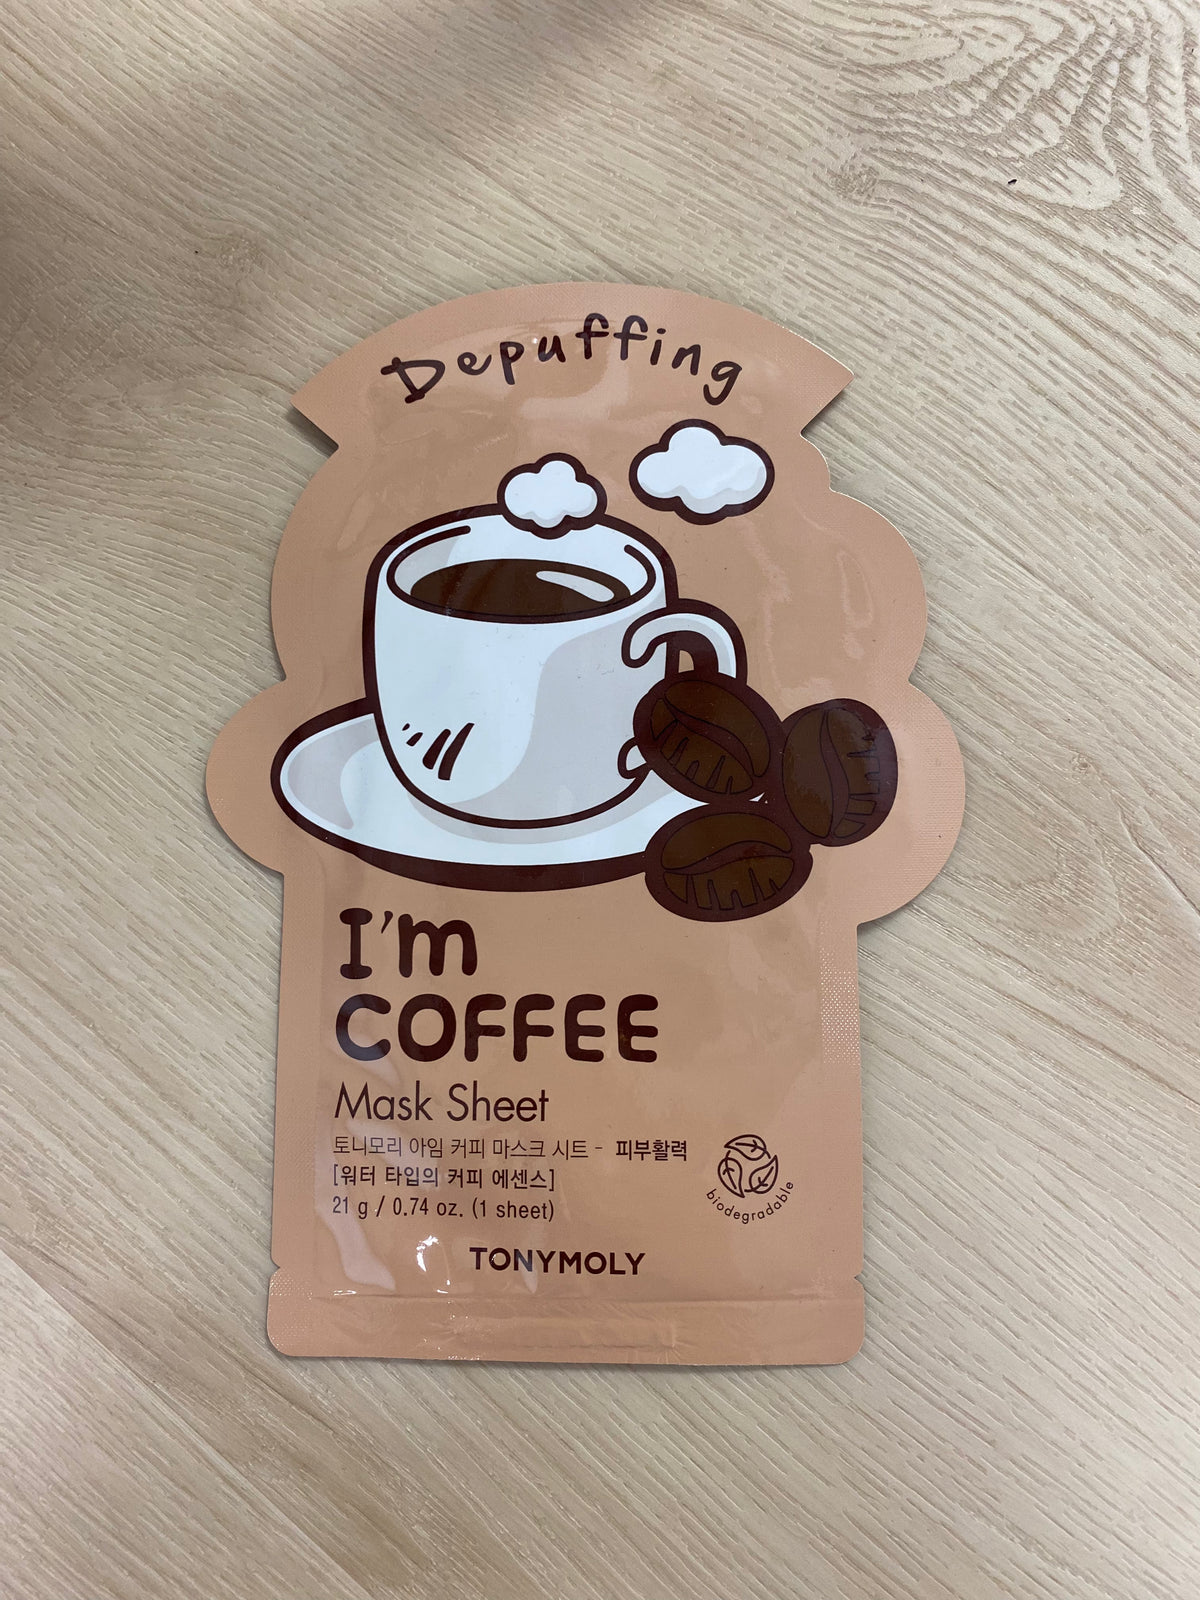 Depuffing
I'm
COFFEE
Mask Sheet
토니모리 아임 커피 마스크 시트 - 피부활력
[워터 타입의 커피 에센스]
21 g / 0.74 oz. (1 sheet)
biodegradable
TONYMOLY